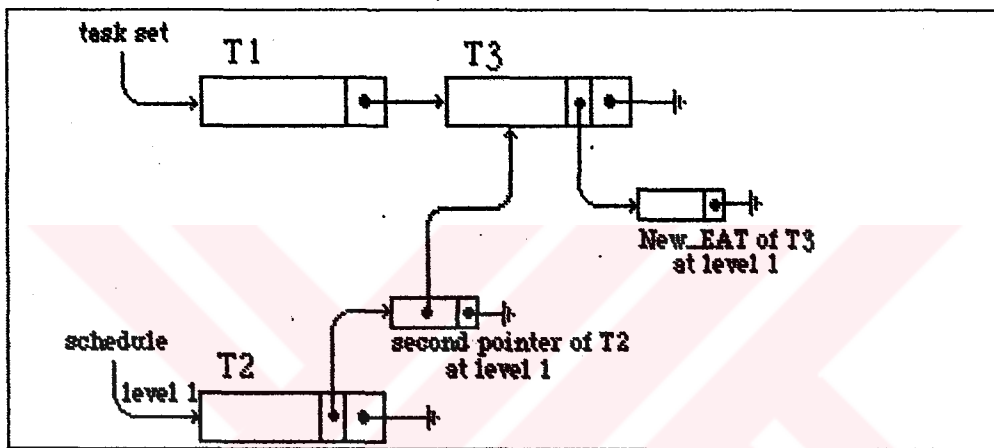 task set
T1
T3
New_EAT of T3
at level 1
second pointer of T2
at level 1
schedule
level 1
T2